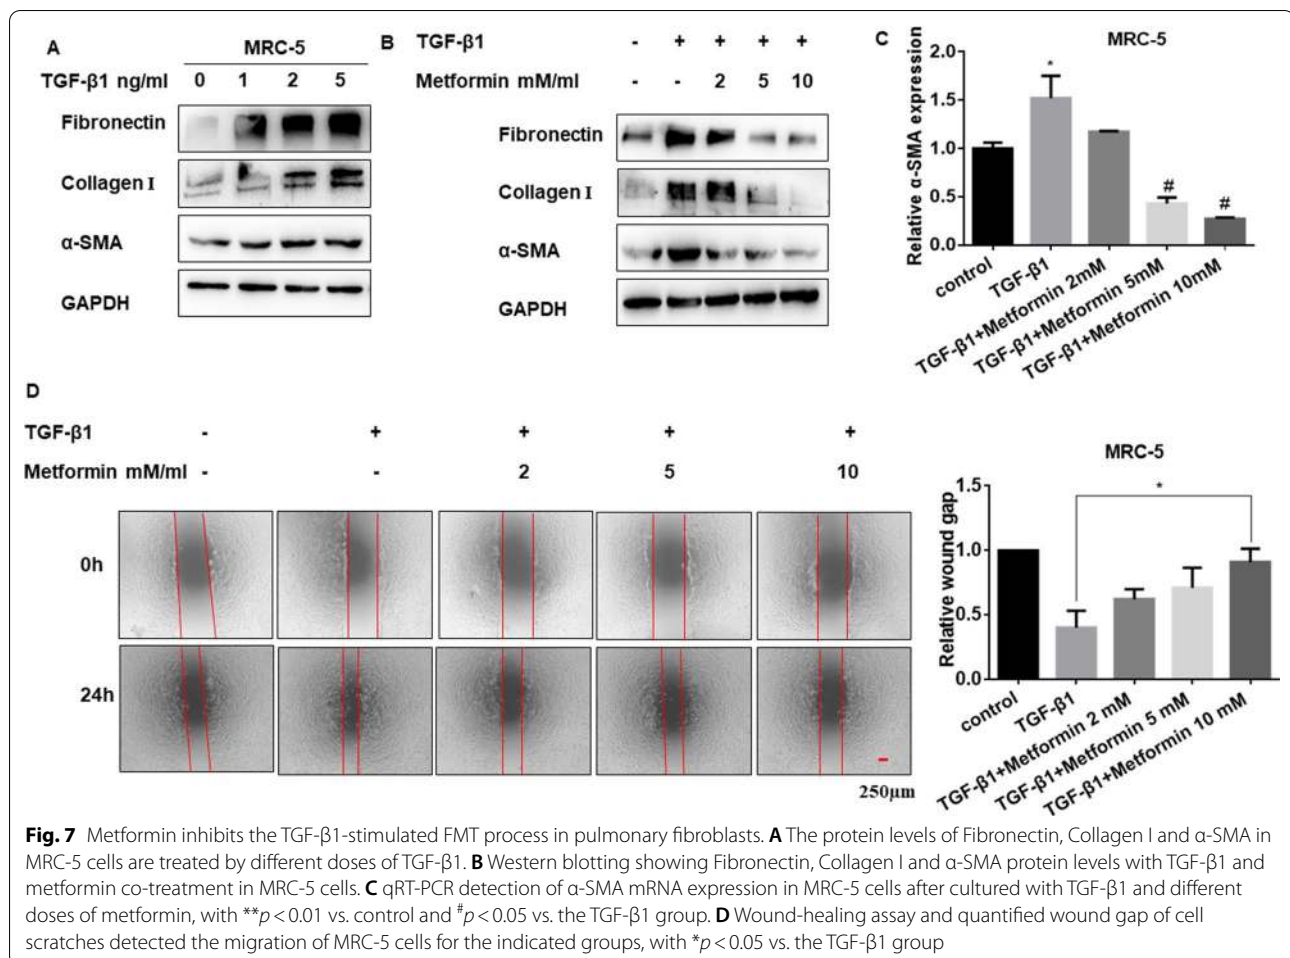 A
MRC-5
TGF-β1 ng/ml 0 1 2 5
Fibronectin
Collagen I
α-SMA
GAPDH
B
TGF-β1 - + + + +
Metformin mM/ml - - 2 5 10
Fibronectin
Collagen I
α-SMA
GAPDH
C
MRC-5
Relative α-SMA expression
2.0
1.5
1.0
0.5
0.0
*
#
#
control
TGF-β1
TGF-β1+Metformin 2mM
TGF-β1+Metformin 5mM
TGF-β1+Metformin 10mM
D
TGF-β1 - + + + +
Metformin mM/ml - - 2 5 10
0h
24h
250μm
MRC-5
Relative wound gap
1.5
1.0
0.5
0.0
*
control
TGF-β1
TGF-β1+Metformin 2 mM
TGF-β1+Metformin 5 mM
TGF-β1+Metformin 10 mM
Fig. 7 Metformin inhibits the TGF-β1-stimulated FMT process in pulmonary fibroblasts. A The protein levels of Fibronectin, Collagen I and α-SMA in
MRC-5 cells are treated by different doses of TGF-β1. B Western blotting showing Fibronectin, Collagen I and α-SMA protein levels with TGF-β1 and
metformin co-treatment in MRC-5 cells. C qRT-PCR detection of α-SMA mRNA expression in MRC-5 cells after cultured with TGF-β1 and different
doses of metformin, with **p < 0.01 vs. control and #p < 0.05 vs. the TGF-β1 group. D Wound-healing assay and quantified wound gap of cell
scratches detected the migration of MRC-5 cells for the indicated groups, with *p < 0.05 vs. the TGF-β1 group